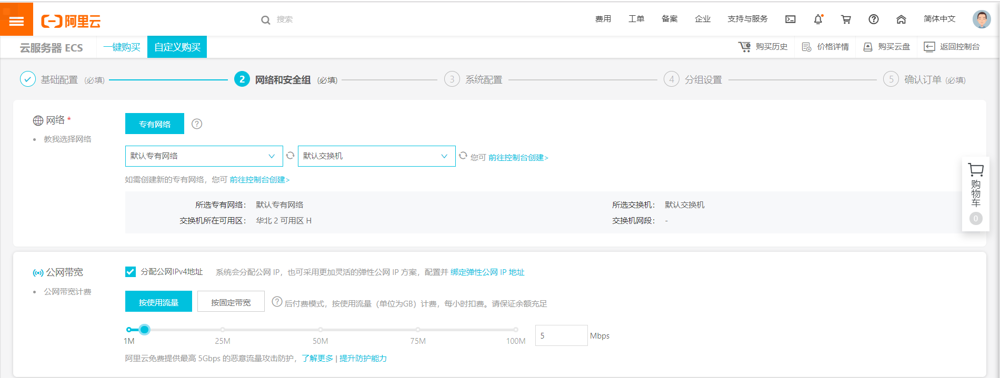 阿里云
搜索
费用 工单 备案 企业 支持与服务 简体中文
云服务器 ECS 一键购买 自定义购买 购买历史 价格详情 购买云盘 返回控制台
基础配置 (必填) 2 网络和安全组 (必填) 3 系统配置 4 分组设置 5 确认订单 (必填)
网络 * 专有网络 ?
• 教我选择网络
默认专有网络 默认交换机 您可 前往控制台创建>
如需创建新的专有网络，您可 前往控制台创建>
所选专有网络： 默认专有网络 所选交换机： 默认交换机
交换机所在可用区： 华北 2 可用区 H 交换机网段： -
购物车
0
公网带宽 分配公网IPv4地址 系统会分配公网 IP，也可采用更加灵活的弹性公网 IP 方案，配置并 绑定弹性公网 IP 地址
• 公网带宽计费
按使用流量 按固定带宽 ? 后付费模式，按使用流量（单位为GB）计费，每小时扣费。请保证余额充足
5 Mbps
1M 25M 50M 75M 100M
阿里云免费提供最高 5Gbps 的恶意流量攻击防护，了解更多 | 提升防护能力